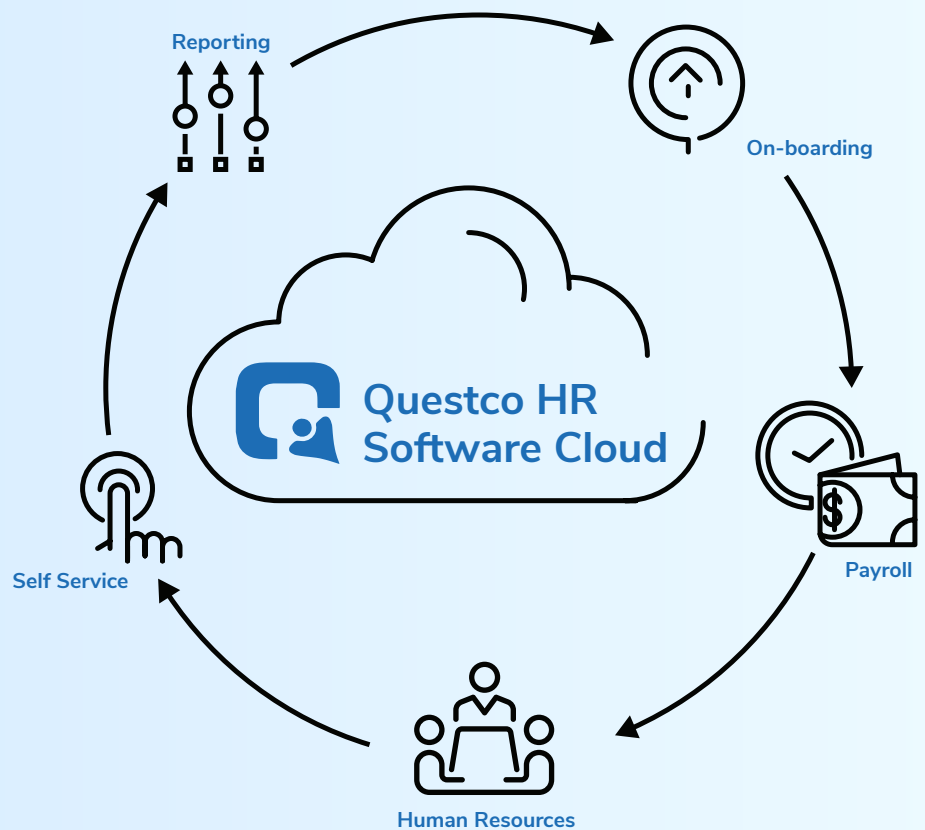 Reporting
On-boarding
Questco HR
Software Cloud
$
Payroll
Self Service
Human Resources